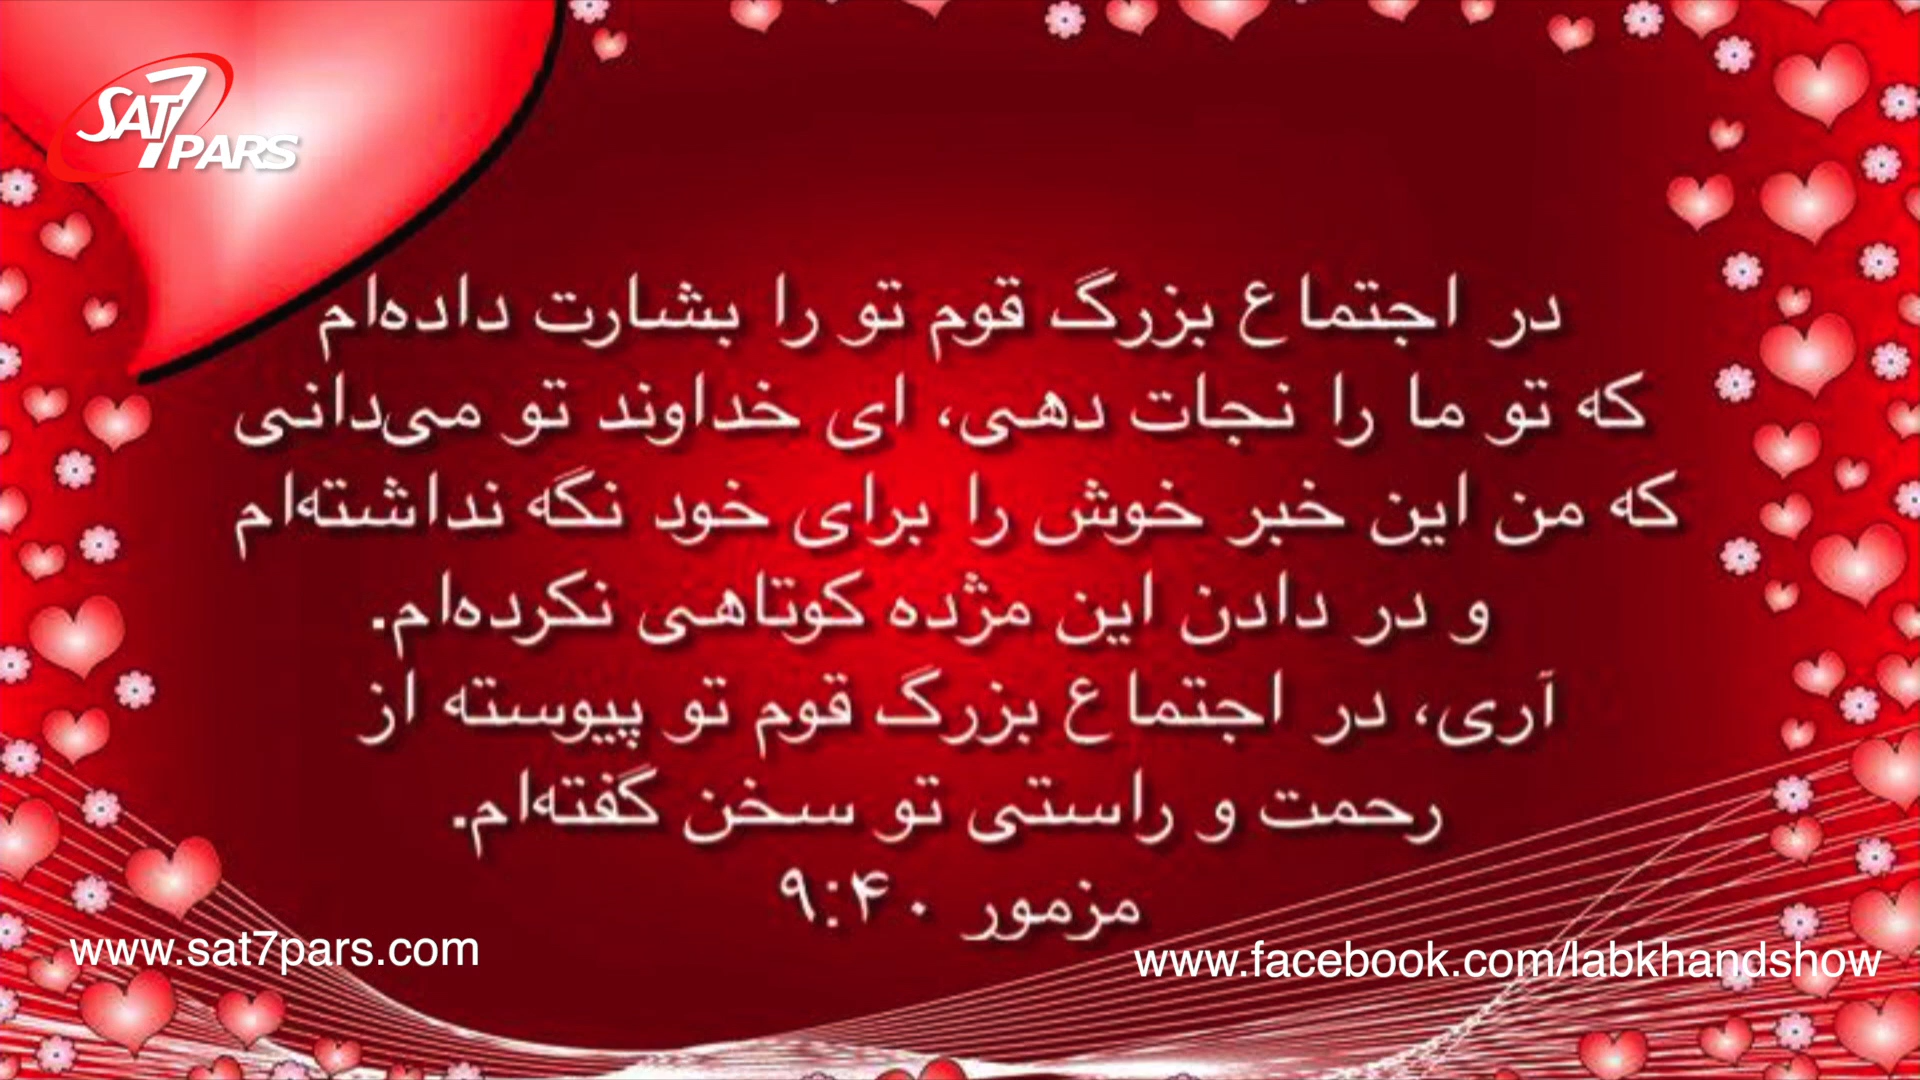 SAT 7 PARS
در اجتماع بزرگ قوم تو را بشارت داده‌ام
که تو ما را نجات دهی، ای خداوند تو می‌دانی
که من این خبر خوش را برای خود نگه نداشته‌ام
و در دادن این مژده کوتاهی نکرده‌ام.
آری، در اجتماع بزرگ قوم تو پیوسته از
رحمت و راستی تو سخن گفته‌ام.
مزمور ۹:۴۰
www.sat7pars.com
www.facebook.com/labkhandshow